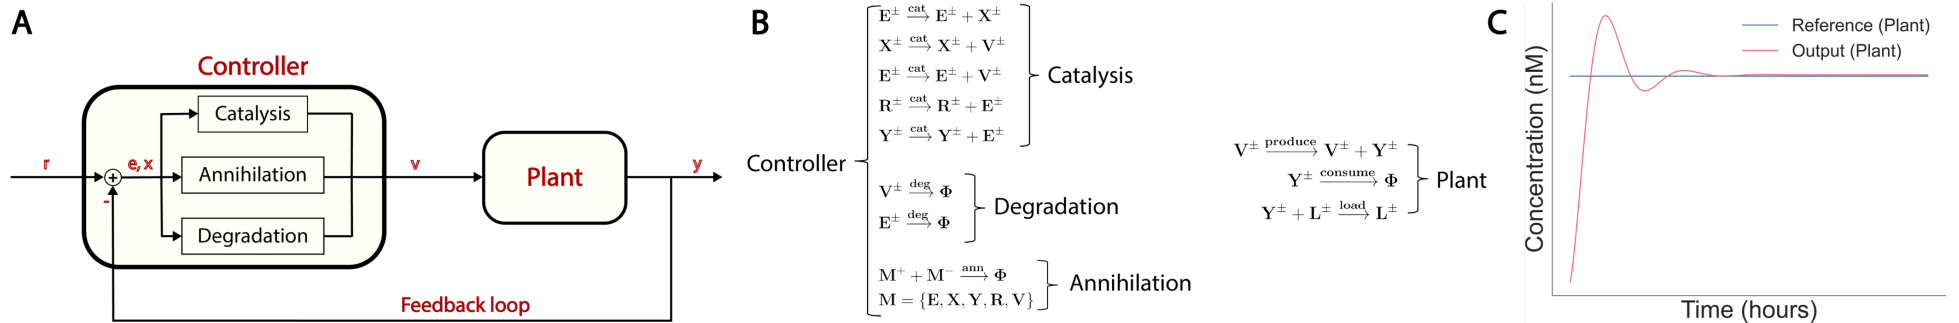 A
Controller
Catalysis
r
e, x
+
-
Annihilation
v
Plant
y
Degradation
Feedback loop
B
Controller
E± cat→ E± + X±
X± cat→ X± + V±
E± cat→ E± + V±
R± cat→ R± + E±
Y± cat→ Y± + E±
Catalysis
V± deg→ Φ
E± deg→ Φ
Degradation
M⁺ + M⁻ ann→ Φ
M = {E, X, Y, R, V}
Annihilation
V± produce→ V± + Y±
Y± consume→ Φ
Y± + L± load→ L±
Plant
C
Reference (Plant)
Output (Plant)
Concentration (nM)
Time (hours)